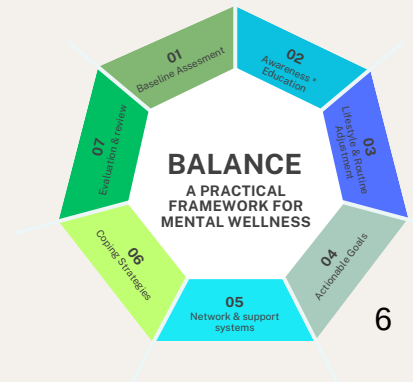 01
Baseline Assesment
02
Awareness *
Education
03
Lifestyle & Routine
Adjustment
04
Actionable Goals
05
Network & support
systems
06
Coping Strategies
07
Evaluation & review
BALANCE
A PRACTICAL
FRAMEWORK FOR
MENTAL WELLNESS
6